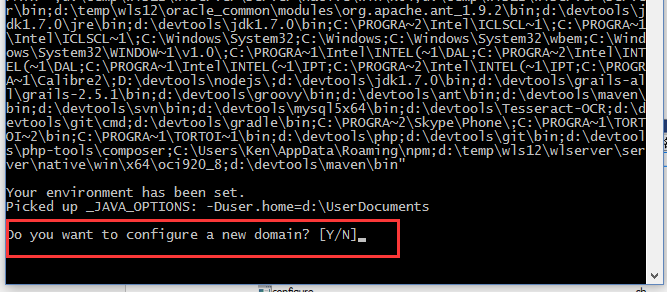 r\bin;d:\temp\wls12\oracle_common\modules\org.apache.ant_1.9.2\bin;d:\devtools\j
dk1.7.0\jre\bin;d:\devtools\jdk1.7.0\bin;C:\PROGRA~2\Intel\ICLSCL~1\;C:\PROGRA~1
\Intel\ICLSCL~1\;C:\Windows\System32;C:\Windows;C:\Windows\System32\wbem;C:\Wind
ows\System32\WINDOW~1\v1.0\;C:\PROGRA~1\Intel\INTEL(~1\DAL;C:\PROGRA~2\Intel\INT
EL(~1\DAL;C:\PROGRA~1\Intel\INTEL(~1\IPT;C:\PROGRA~2\Intel\INTEL(~1\IPT;C:\PROGR
A~1\Calibre2\;D:\devtools\nodejs\;d:\devtools\jdk1.7.0\bin;d:\devtools\grails-al
l\grails-2.5.1\bin;d:\devtools\groovy\bin;d:\devtools\ant\bin;d:\devtools\maven\
bin;d:\devtools\svn\bin;d:\devtools\mysql5x64\bin;d:\devtools\Tesseract-OCR;d:\d
evtools\git\cmd;d:\devtools\gradle\bin;C:\PROGRA~2\Skype\Phone\;C:\PROGRA~1\TORT
OI~2\bin;C:\PROGRA~1\TORTOI~1\bin;d:\devtools\php;d:\devtools\git\bin;d:\devtool
s\php-tools\composer;C:\Users\Ken\AppData\Roaming\npm;d:\temp\wls12\wlserver\ser
ver\native\win\x64\oci920_8;d:\devtools\maven\bin"
Your environment has been set.
Picked up _JAVA_OPTIONS: -Duser.home=d:\UserDocuments
Do you want to configure a new domain? [Y/N]
configure